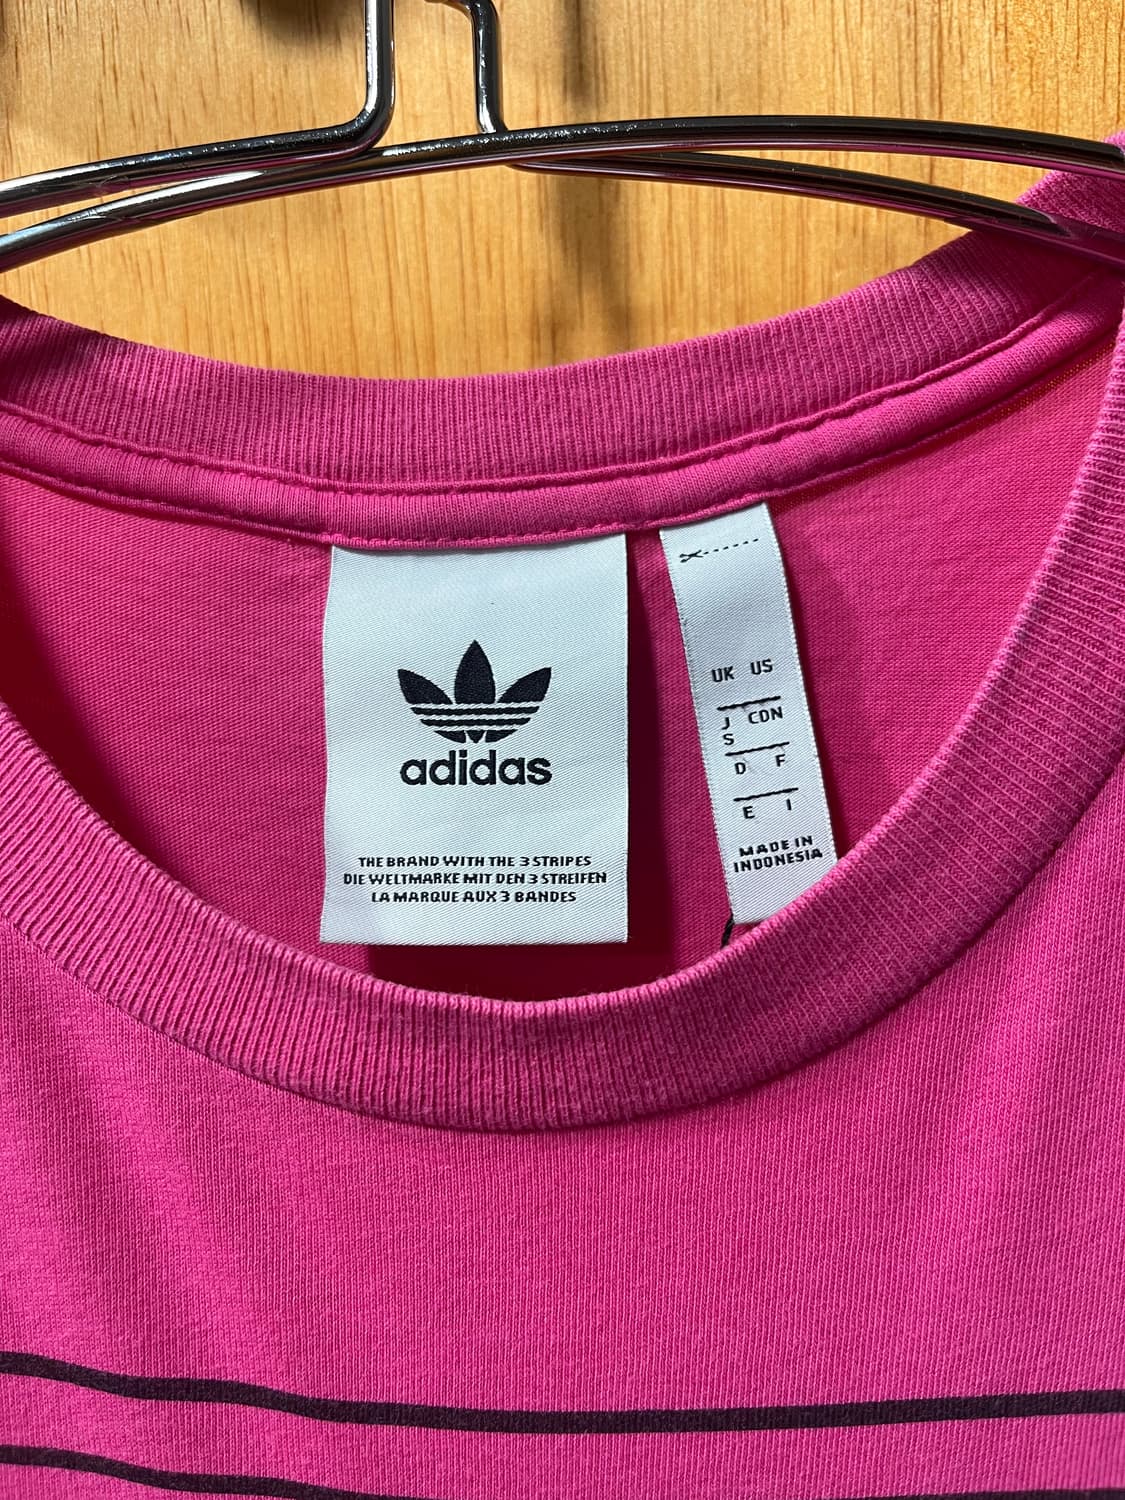 adidas
THE BRAND WITH THE 3 STRIPES
DIE WELTMARKE MIT DEN 3 STREIFEN
LA MARQUE AUX 3 BANDES
UK US
J CDN
S
D F
E I
MADE IN
INDONESIA